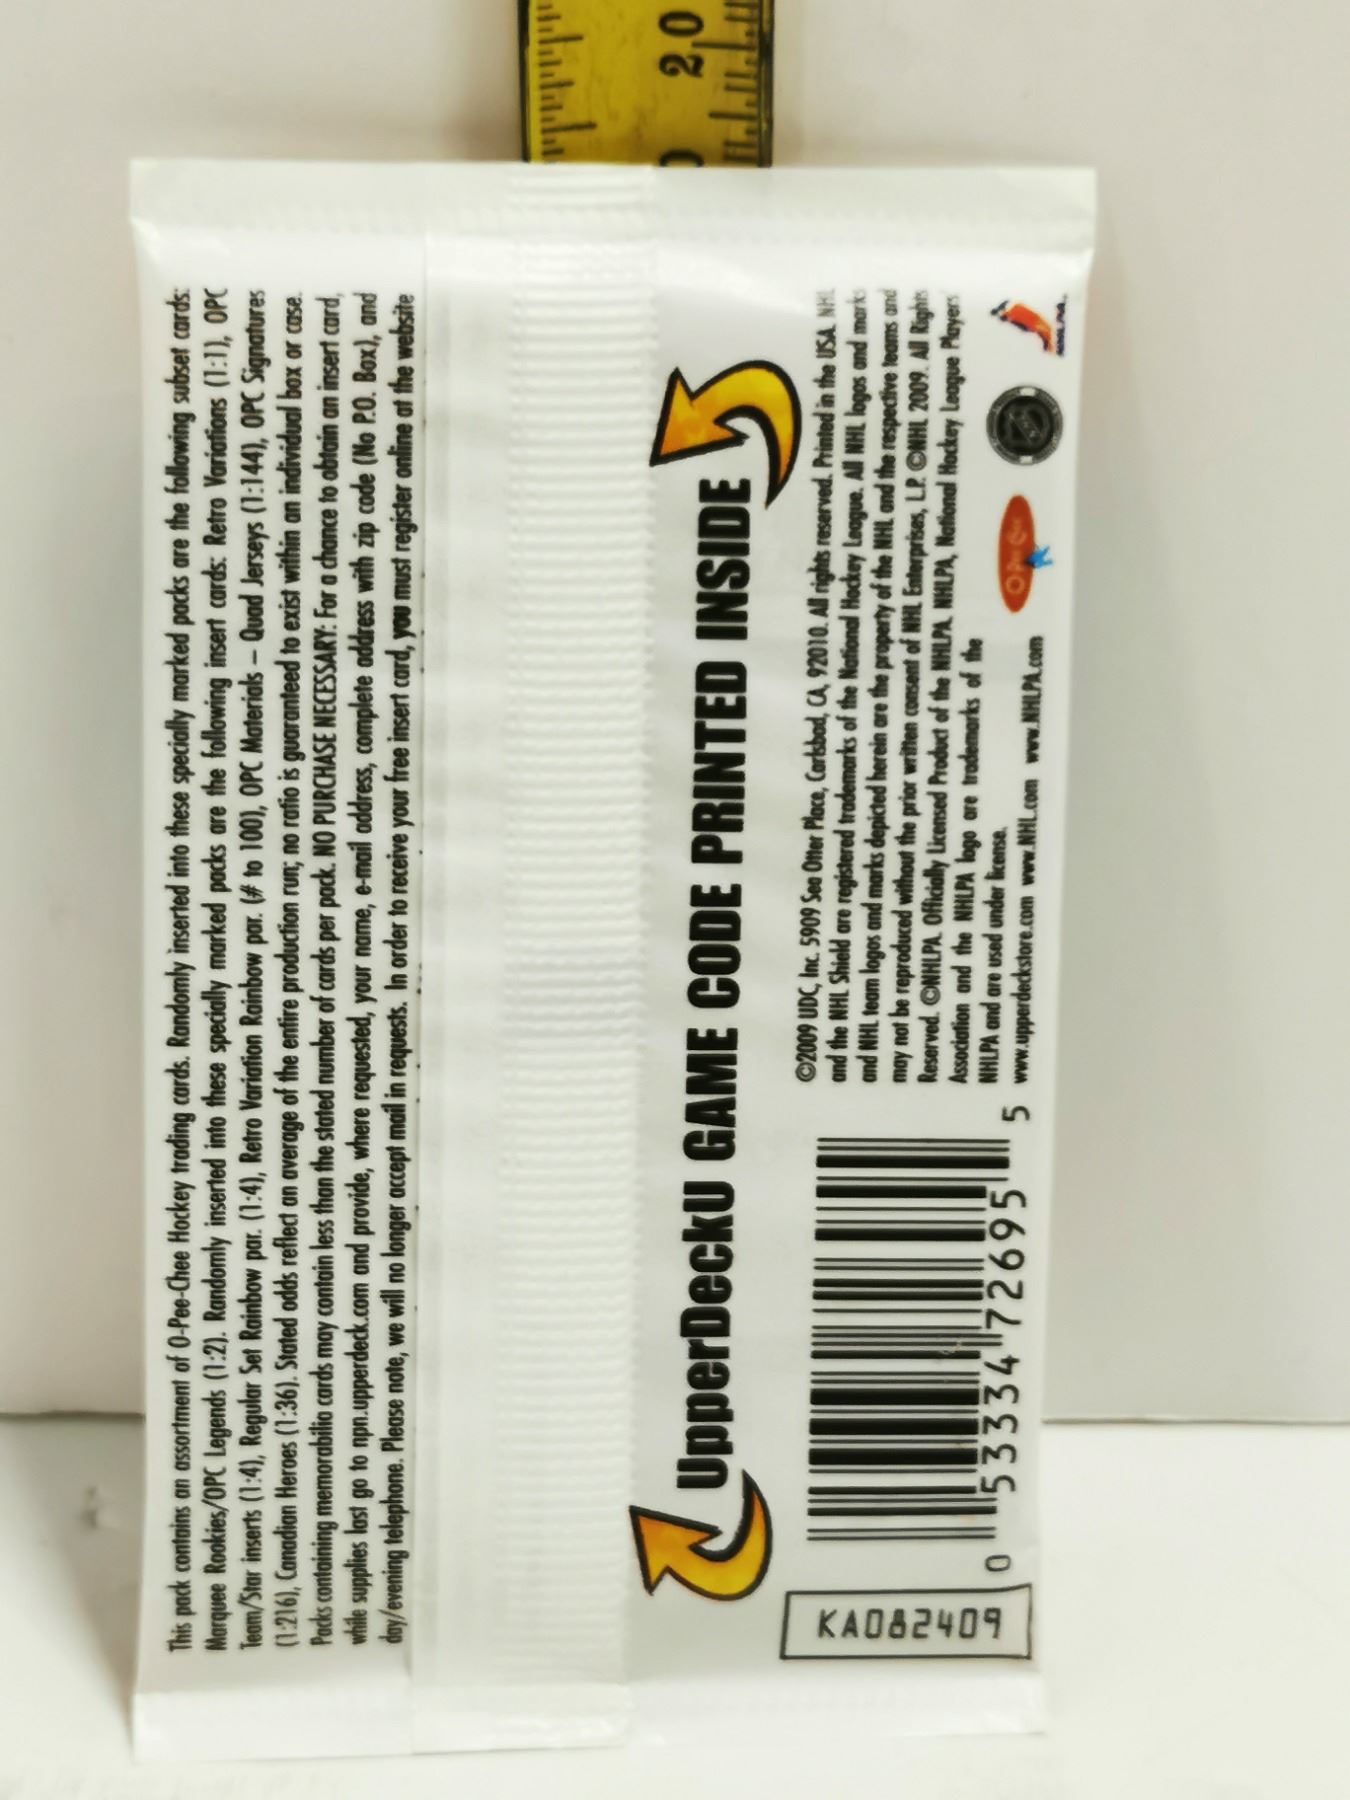 This pack contains an assortment of O-Pee-Chee Hockey trading cards. Randomly inserted into these specially marked packs are the following subset cards:
Marquee Rookies/OPC Legends (1:2). Randomly inserted into these specially marked packs are the following insert cards: Retro Variations (1:1), OPC
Team/Star inserts (1:4), Regular Set Rainbow par. (1:4), Retro Variation Rainbow par. (# to 100), OPC Materials – Quad Jerseys (1:144), OPC Signatures
(1:216), Canadian Heroes (1:36). Stated odds reflect an average of the entire production run; no ratio is guaranteed to exist within an individual box or case.
Packs containing memorabilia cards may contain less than the stated number of cards per pack. NO PURCHASE NECESSARY: For a chance to obtain an insert card,
while supplies last go to npn.upperdeck.com and provide, where requested, your name, e-mail address, complete address with zip code (No P.O. Box), and
day/evening telephone. Please note, we will no longer accept mail in requests. In order to receive your free insert card, you must register online at the website
UpperDeckU GAME CODE PRINTED INSIDE
©2009 UDC, Inc. 5909 Sea Otter Place, Carlsbad, CA, 92010. All rights reserved. Printed in the USA. NHL
and the NHL Shield are registered trademarks of the National Hockey League. All NHL logos and marks
and NHL team logos and marks depicted herein are the property of the NHL and the respective teams and
may not be reproduced without the prior written consent of NHL Enterprises, L.P. ©NHL 2009. All Rights
Reserved. ©NHLPA. Officially Licensed Product of the NHLPA. NHLPA, National Hockey League Players
Association and the NHLPA logo are trademarks of the
NHLPA and are used under license.
www.upperdeckstore.com www.NHL.com www.NHLPA.com
O-Pee-Chee
KA082409
0 53334 72695 5
2.0